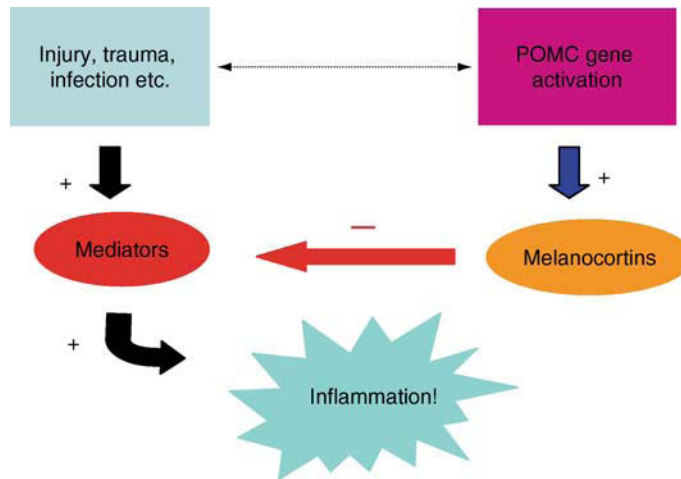 Injury, trauma,
infection etc.
POMC gene
activation
+
+
–
Mediators
Melanocortins
+
Inflammation!